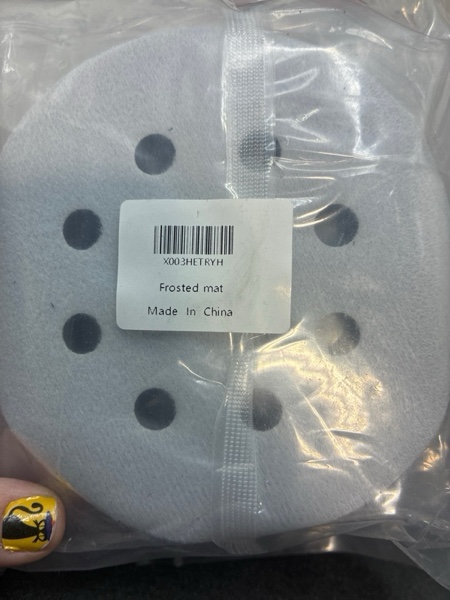 X003HETRYH
Frosted mat
Made In China